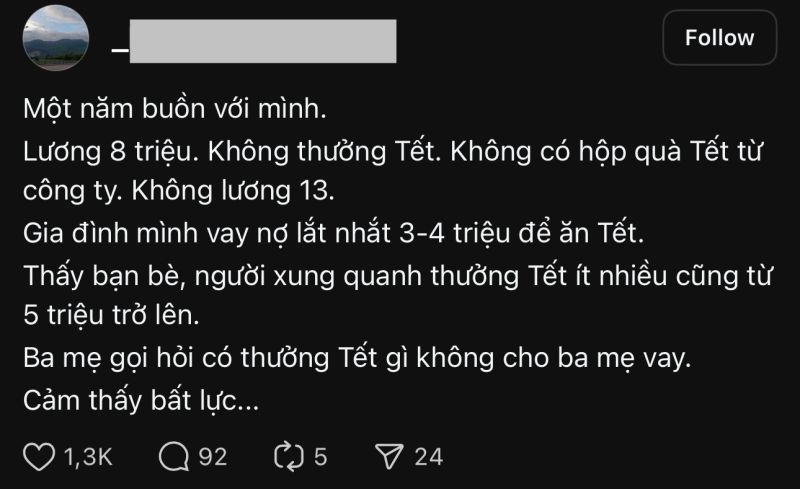 _
Follow
Một năm buồn với mình.
Lương 8 triệu. Không thưởng Tết. Không có hộp quà Tết từ
công ty. Không lương 13.
Gia đình mình vay nợ lắt nhắt 3-4 triệu để ăn Tết.
Thấy bạn bè, người xung quanh thưởng Tết ít nhiều cũng từ
5 triệu trở lên.
Ba mẹ gọi hỏi có thưởng Tết gì không cho ba mẹ vay.
Cảm thấy bất lực...
1,3K 92 5 24